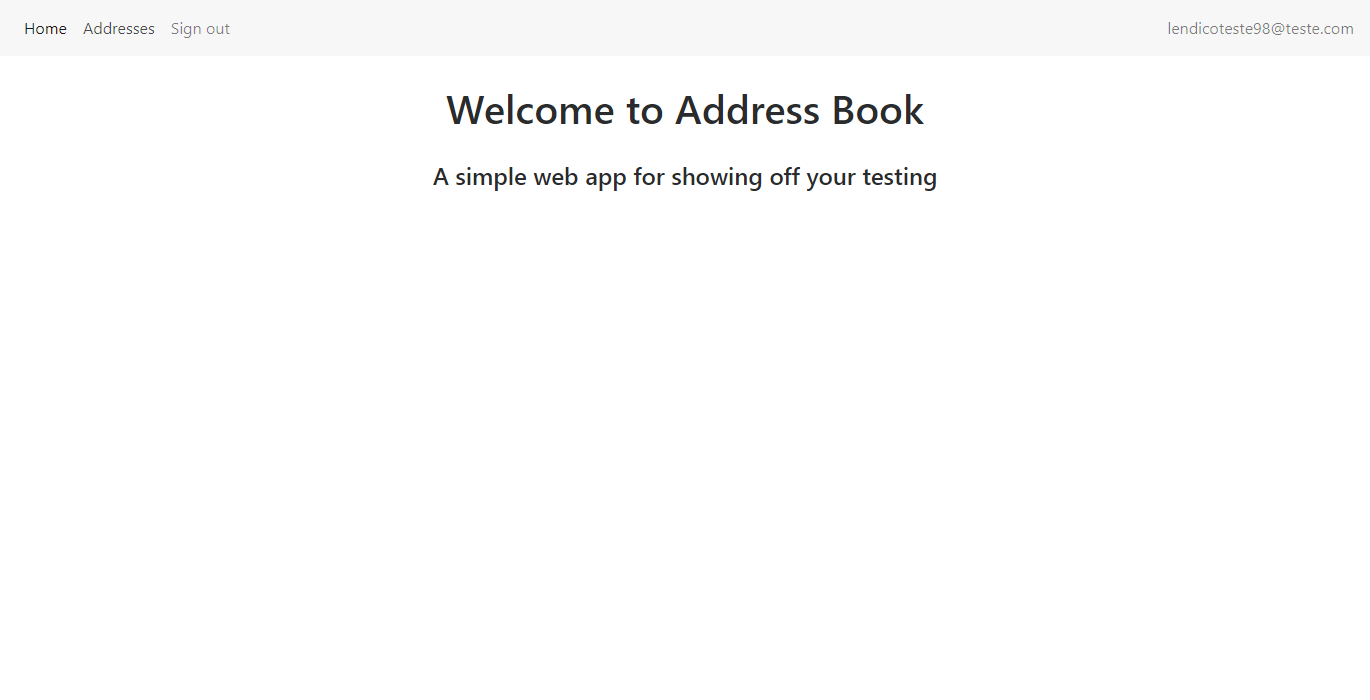 Home Addresses Sign out lendicoteste98@teste.com
Welcome to Address Book
A simple web app for showing off your testing